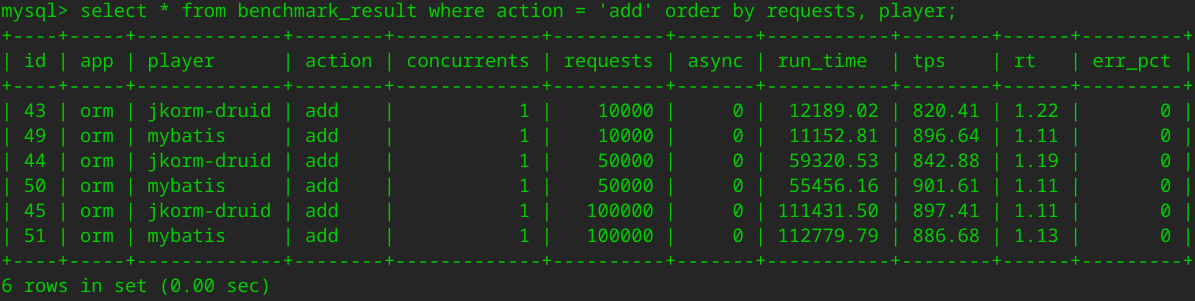 mysql> select * from benchmark_result where action = 'add' order by requests, player;
+----+-----+-------------+--------+-------------+----------+-------+-----------+--------+------+---------+
| id | app | player      | action | concurrents | requests | async | run_time  | tps    | rt   | err_pct |
+----+-----+-------------+--------+-------------+----------+-------+-----------+--------+------+---------+
| 43 | orm | jkorm-druid | add    |           1 |    10000 |     0 |  12189.02 | 820.41 | 1.22 |       0 |
| 49 | orm | mybatis     | add    |           1 |    10000 |     0 |  11152.81 | 896.64 | 1.11 |       0 |
| 44 | orm | jkorm-druid | add    |           1 |    50000 |     0 |  59320.53 | 842.88 | 1.19 |       0 |
| 50 | orm | mybatis     | add    |           1 |    50000 |     0 |  55456.16 | 901.61 | 1.11 |       0 |
| 45 | orm | jkorm-druid | add    |           1 |   100000 |     0 | 111431.50 | 897.41 | 1.11 |       0 |
| 51 | orm | mybatis     | add    |           1 |   100000 |     0 | 112779.79 | 886.68 | 1.13 |       0 |
+----+-----+-------------+--------+-------------+----------+-------+-----------+--------+------+---------+
6 rows in set (0.00 sec)